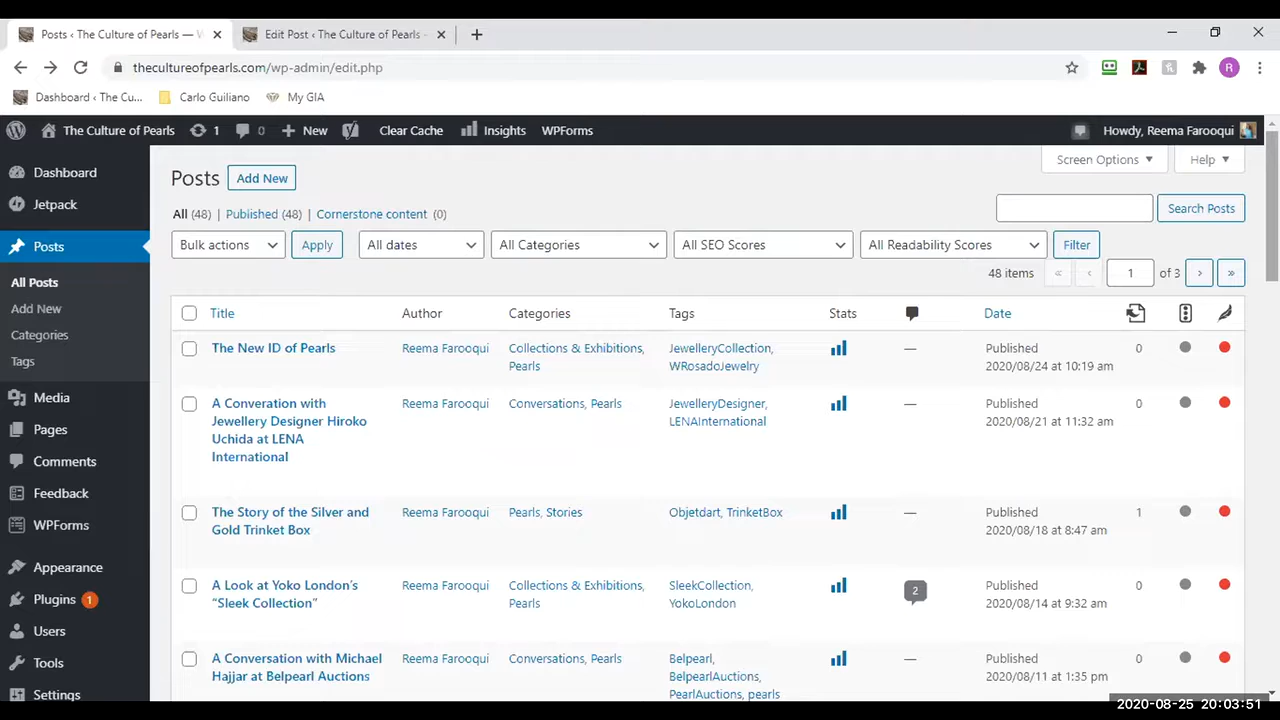 Posts ‹ The Culture of Pearls — W
Edit Post ‹ The Culture of Pearls -
thecultureofpearls.com/wp-admin/edit.php
R
Dashboard ‹ The Cu... Carlo Guiliano My GIA
The Culture of Pearls 1 0 New Clear Cache Insights WPForms Howdy, Reema Farooqui
Dashboard
Jetpack
Posts
All Posts
Add New
Categories
Tags
Media
Pages
Comments
Feedback
WPForms
Appearance
Plugins 1
Users
Tools
Settings
Screen Options Help
Posts Add New
All (48) | Published (48) | Cornerstone content (0)
Search Posts
Bulk actions Apply All dates All Categories All SEO Scores All Readability Scores Filter
48 items « ‹ 1 of 3 › »
Title Author Categories Tags Stats Date
The New ID of Pearls Reema Farooqui Collections & Exhibitions, JewelleryCollection, — Published 0
Pearls WRosadoJewelry 2020/08/24 at 10:19 am
A Converation with Reema Farooqui Conversations, Pearls JewelleryDesigner, — Published 0
Jewellery Designer Hiroko LENAInternational 2020/08/21 at 11:32 am
Uchida at LENA
International
The Story of the Silver and Reema Farooqui Pearls, Stories Objetdart, TrinketBox — Published 1
Gold Trinket Box 2020/08/18 at 8:47 am
A Look at Yoko London’s Reema Farooqui Collections & Exhibitions, SleekCollection, 2 Published 0
“Sleek Collection” Pearls YokoLondon 2020/08/14 at 9:32 am
A Conversation with Michael Reema Farooqui Conversations, Pearls Belpearl, — Published 0
Hajjar at Belpearl Auctions BelpearlAuctions, 2020/08/11 at 1:35 pm
PearlAuctions, pearls
2020-08-25 20:03:51